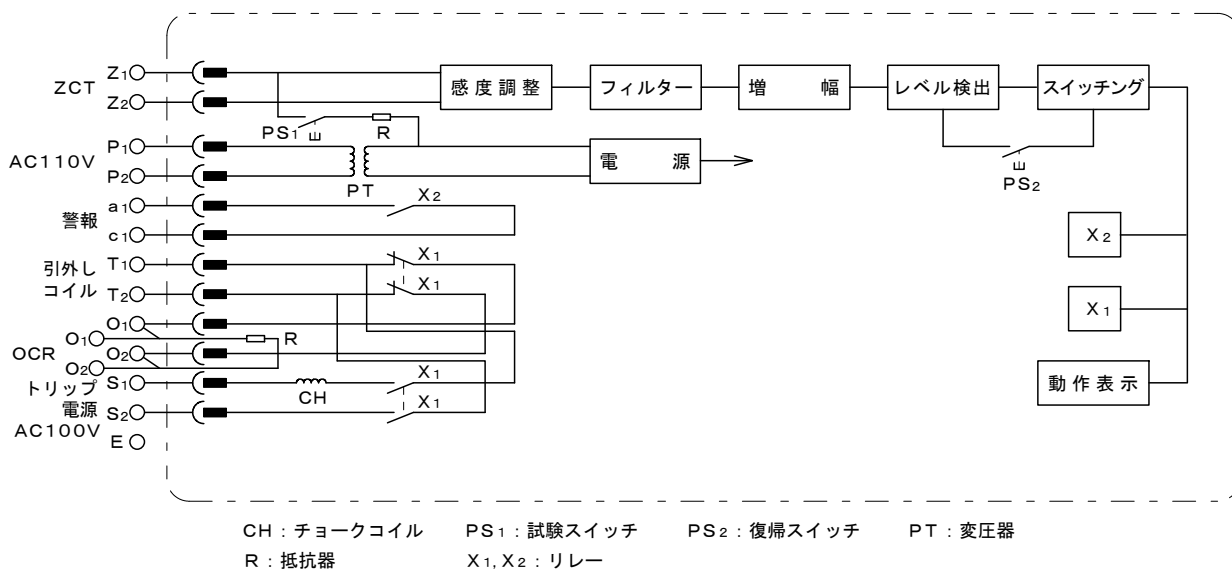 ZCT
Z1
Z2
感度調整
フィルター
増 幅
レベル検出
スイッチング
PS1
R
AC110V
P1
P2
PT
電 源
PS2
警報
a1
c1
X2
X2
引外し
コイル
T1
T2
X1
X1
X1
O1
O1
R
OCR
O2
O2
トリップ
電源
AC100V
S1
S2
CH
X1
X1
動作表示
E
CH：チョークコイル PS1：試験スイッチ PS2：復帰スイッチ PT：変圧器
R：抵抗器 X1, X2：リレー